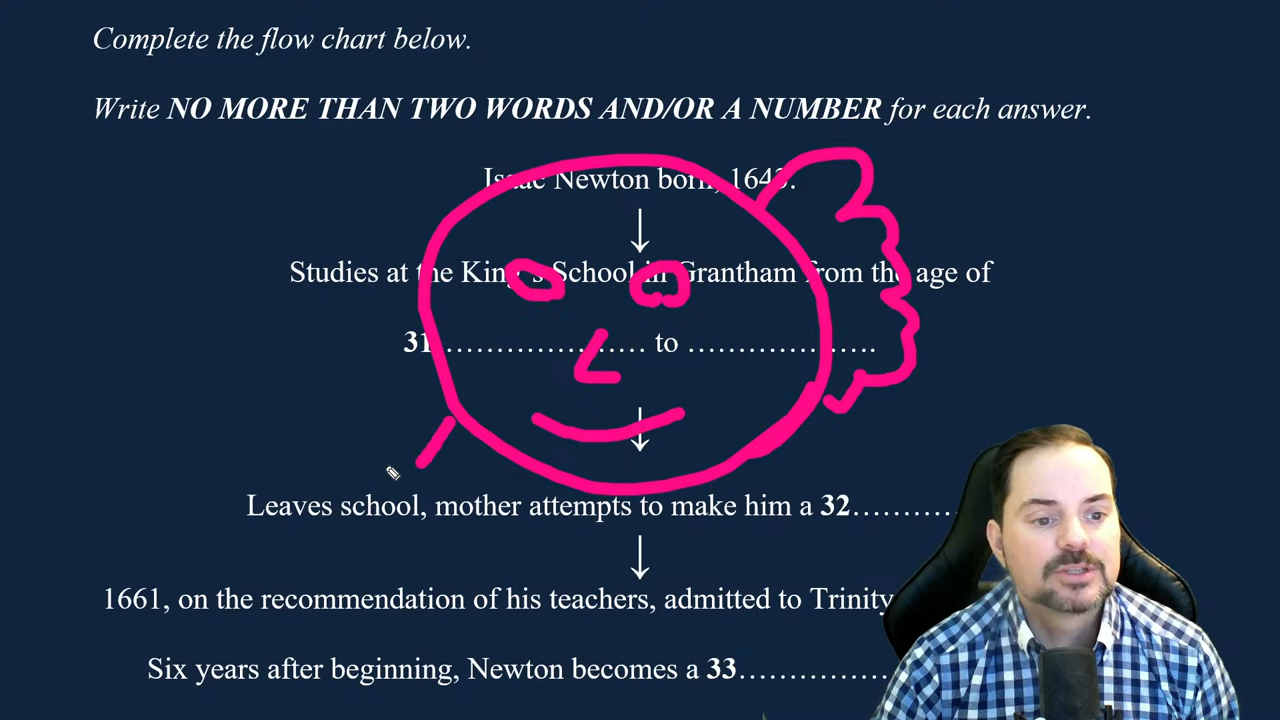 Complete the flow chart below.
Write NO MORE THAN TWO WORDS AND/OR A NUMBER for each answer.
Isaac Newton born, 1643.
Studies at the King's School in Grantham from the age of
31………………… to ……………….
Leaves school, mother attempts to make him a 32……….
1661, on the recommendation of his teachers, admitted to Trinity
Six years after beginning, Newton becomes a 33……………